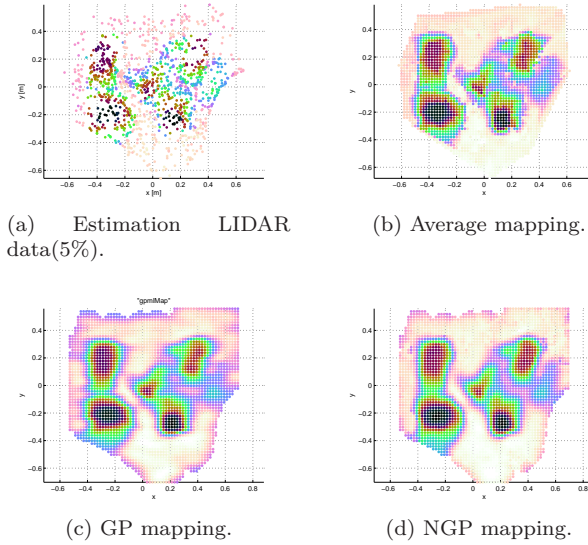 0.6
0.4
0.2
0
−0.2
−0.4
−0.6
y [m]
−0.6 −0.4 −0.2 0 0.2 0.4 0.6 0.8
x [m]
(a) Estimation LIDAR
data(5%).
0.4
0.2
0
−0.2
−0.4
−0.6
y
−0.6 −0.4 −0.2 0 0.2 0.4 0.6
x
(b) Average mapping.
"gpmlMap"
0.4
0.2
0
−0.2
−0.4
−0.6
y
−0.6 −0.4 −0.2 0 0.2 0.4 0.6 0.8
x
(c) GP mapping.
0.4
0.2
0
−0.2
−0.4
−0.6
y
−0.6 −0.4 −0.2 0 0.2 0.4 0.6 0.8
x
(d) NGP mapping.